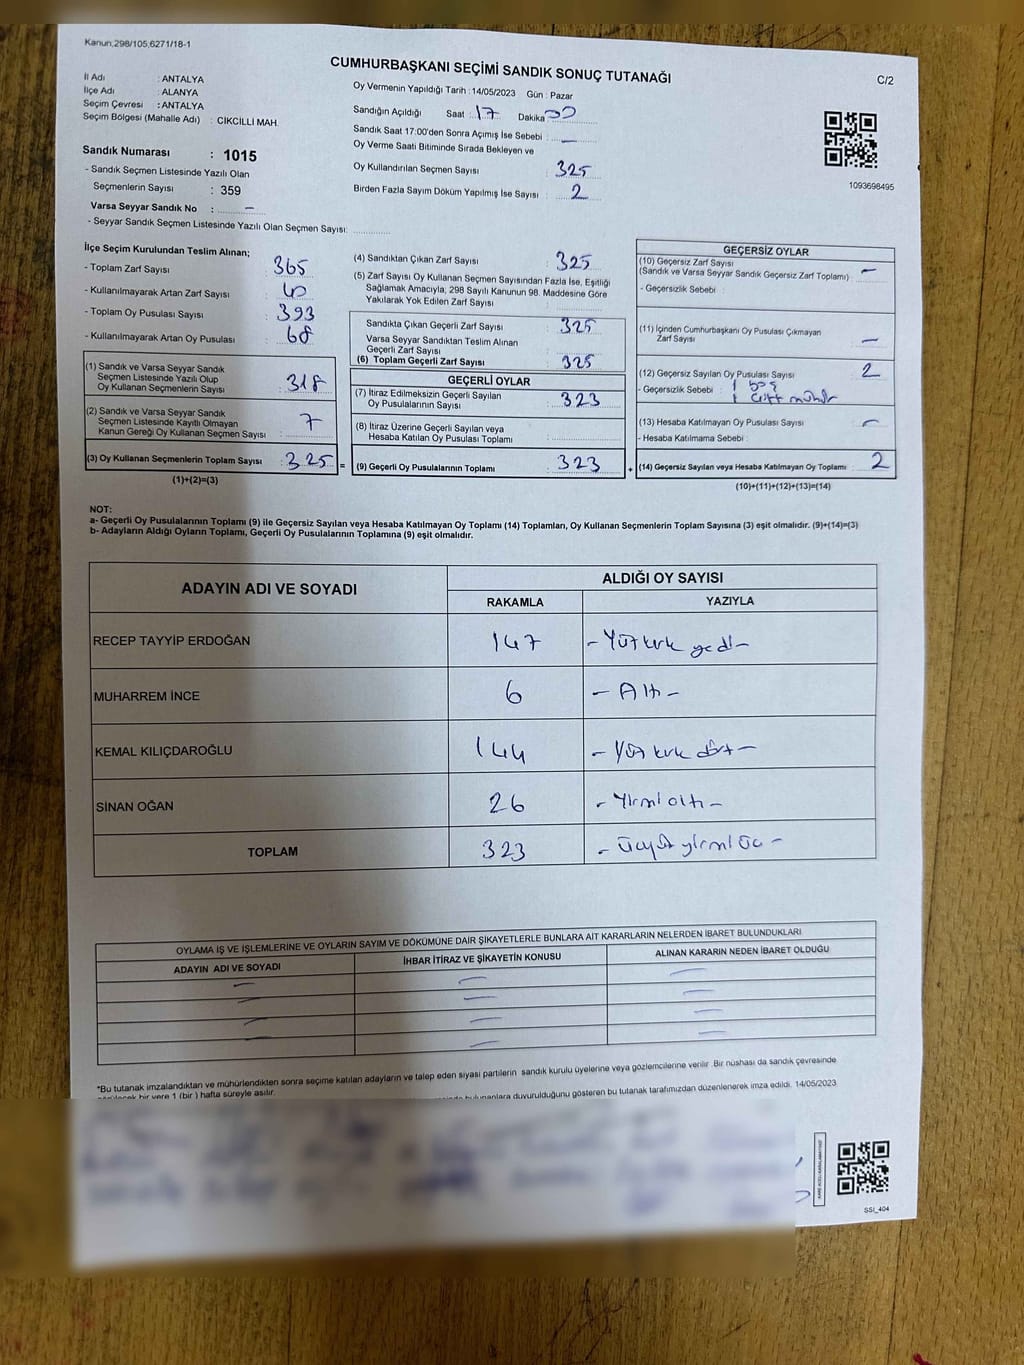 Kanun,298/105,6271/18-1
CUMHURBAŞKANI SEÇİMİ SANDIK SONUÇ TUTANAĞI
C/2
İl Adı : ANTALYA
İlçe Adı : ALANYA
Seçim Çevresi : ANTALYA
Seçim Bölgesi (Mahalle Adı) : CİKCİLLİ MAH.
Sandık Numarası : 1015
- Sandık Seçmen Listesinde Yazılı Olan
Seçmenlerin Sayısı : 359
Varsa Seyyar Sandık No : -
- Seyyar Sandık Seçmen Listesinde Yazılı Olan Seçmen Sayısı:
Oy Vermenin Yapıldığı Tarih : 14/05/2023 Gün : Pazar
Sandığın Açıldığı Saat 17 Dakika 00
Sandık Saat 17:00'den Sonra Açımış İse Sebebi : -
Oy Verme Saati Bitiminde Sırada Bekleyen ve
Oy Kullandırılan Seçmen Sayısı : 325
Birden Fazla Sayım Döküm Yapılmış İse Sayısı : 2
1093698495
İlçe Seçim Kurulundan Teslim Alınan;
- Toplam Zarf Sayısı : 365
- Kullanılmayarak Artan Zarf Sayısı : 40
- Toplam Oy Pusulası Sayısı : 393
- Kullanılmayarak Artan Oy Pusulası : 68
(1) Sandık ve Varsa Seyyar Sandık
Seçmen Listesinde Yazılı Olup
Oy Kullanan Seçmenlerin Sayısı : 318
(2) Sandık ve Varsa Seyyar Sandık
Seçmen Listesinde Kayıtlı Olmayan
Kanun Gereği Oy Kullanan Seçmen Sayısı : 7
(3) Oy Kullanan Seçmenlerin Toplam Sayısı : 325 =
(1)+(2)=(3)
(4) Sandıktan Çıkan Zarf Sayısı : 325
(5) Zarf Sayısı Oy Kullanan Seçmen Sayısından Fazla İse, Eşitliği
Sağlamak Amacıyla; 298 Sayılı Kanunun 98. Maddesine Göre
Yakılarak Yok Edilen Zarf Sayısı
Sandıkta Çıkan Geçerli Zarf Sayısı : 325
Varsa Seyyar Sandıktan Teslim Alınan
Geçerli Zarf Sayısı
(6) Toplam Geçerli Zarf Sayısı : 325
GEÇERLİ OYLAR
(7) İtiraz Edilmeksizin Geçerli Sayılan
Oy Pusulalarının Sayısı : 323
(8) İtiraz Üzerine Geçerli Sayılan veya
Hesaba Katılan Oy Pusulası Toplamı
(9) Geçerli Oy Pusulalarının Toplamı : 323 +
GEÇERSİZ OYLAR
(10) Geçersiz Zarf Sayısı
(Sandık ve Varsa Seyyar Sandık Geçersiz Zarf Toplamı) : -
- Geçersizlik Sebebi :
(11) İçinden Cumhurbaşkanı Oy Pusulası Çıkmayan
Zarf Sayısı : -
(12) Geçersiz Sayılan Oy Pusulası Sayısı : 2
- Geçersizlik Sebebi : 1 boş
1 çift mühür
(13) Hesaba Katılmayan Oy Pusulası Sayısı : -
- Hesaba Katılmama Sebebi :
(14) Geçersiz Sayılan veya Hesaba Katılmayan Oy Toplamı : 2
(10)+(11)+(12)+(13)=(14)
NOT:
a- Geçerli Oy Pusulalarının Toplamı (9) ile Geçersiz Sayılan veya Hesaba Katılmayan Oy Toplamı (14) Toplamları, Oy Kullanan Seçmenlerin Toplam Sayısına (3) eşit olmalıdır. (9)+(14)=(3)
b- Adayların Aldığı Oyların Toplamı, Geçerli Oy Pusulalarının Toplamına (9) eşit olmalıdır.
ADAYIN ADI VE SOYADI ALDIĞI OY SAYISI
RAKAMLA YAZIYLA
RECEP TAYYİP ERDOĞAN 147 - Yüz kırk yedi -
MUHARREM İNCE 6 - Altı -
KEMAL KILIÇDAROĞLU 144 - Yüz kırk dört -
SİNAN OĞAN 26 - Yirmi altı -
TOPLAM 323 - Üçyüz yirmi üç -
OYLAMA İŞ VE İŞLEMLERİNE VE OYLARIN SAYIM VE DÖKÜMÜNE DAİR ŞİKAYETLERLE BUNLARA AİT KARARLARIN NELERDEN İBARET BULUNDUKLARI
ADAYIN ADI VE SOYADI İHBAR İTİRAZ VE ŞİKAYETİN KONUSU ALINAN KARARIN NEDEN İBARET OLDUĞU
*Bu tutanak imzalandıktan ve mühürlendikten sonra seçime katılan adayların ve talep eden siyasi partilerin sandık kurulu üyelerine veya gözlemcilerine verilir. Bir nüshası da sandık çevresinde
görülecek bir yere 1 (bir ) hafta süreyle asılır. bulunanlara duyurulduğunu gösteren bu tutanak tarafımızdan düzenlenerek imza edildi. 14/05/2023
SSI_404